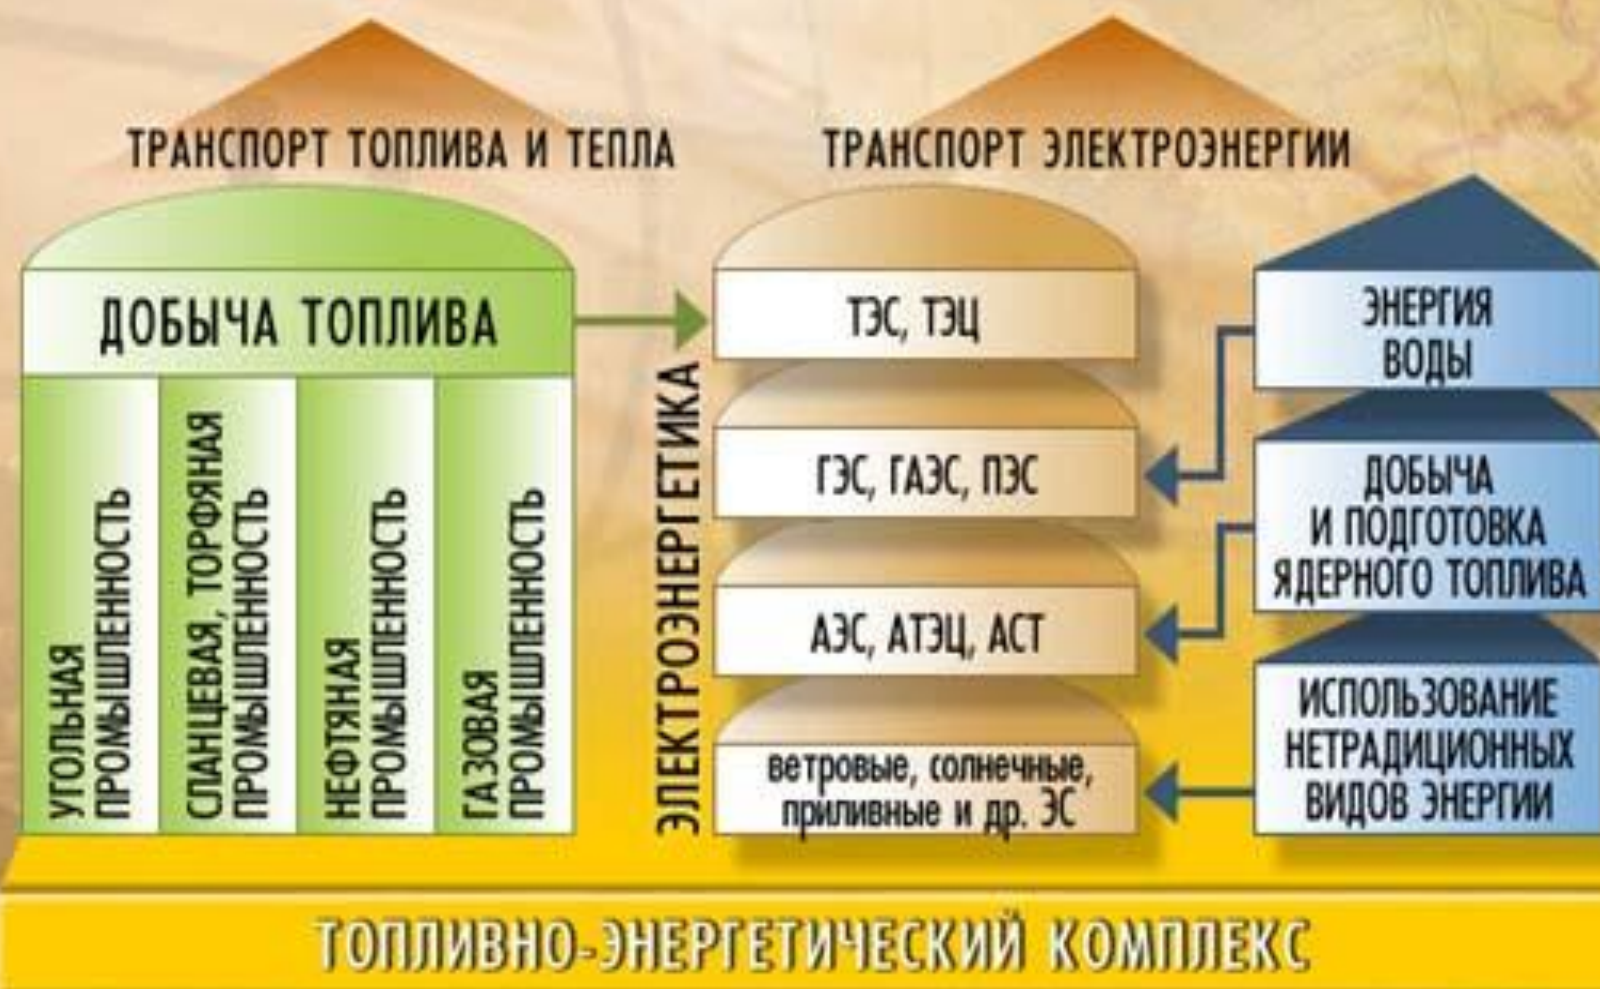 ТРАНСПОРТ ТОПЛИВА И ТЕПЛА
ТРАНСПОРТ ЭЛЕКТРОЭНЕРГИИ
ДОБЫЧА ТОПЛИВА
УГОЛЬНАЯ
ПРОМЫШЛЕННОСТЬ
СЛАНЦЕВАЯ, ТОРФЯНАЯ
ПРОМЫШЛЕННОСТЬ
НЕФТЯНАЯ
ПРОМЫШЛЕННОСТЬ
ГАЗОВАЯ
ПРОМЫШЛЕННОСТЬ
ЭЛЕКТРОЭНЕРГЕТИКА
ТЭС, ТЭЦ
ГЭС, ГАЭС, ПЭС
АЭС, АТЭЦ, АСТ
ветровые, солнечные,
приливные и др. ЭС
ЭНЕРГИЯ
ВОДЫ
ДОБЫЧА
И ПОДГОТОВКА
ЯДЕРНОГО ТОПЛИВА
ИСПОЛЬЗОВАНИЕ
НЕТРАДИЦИОННЫХ
ВИДОВ ЭНЕРГИИ
ТОПЛИВНО-ЭНЕРГЕТИЧЕСКИЙ КОМПЛЕКС